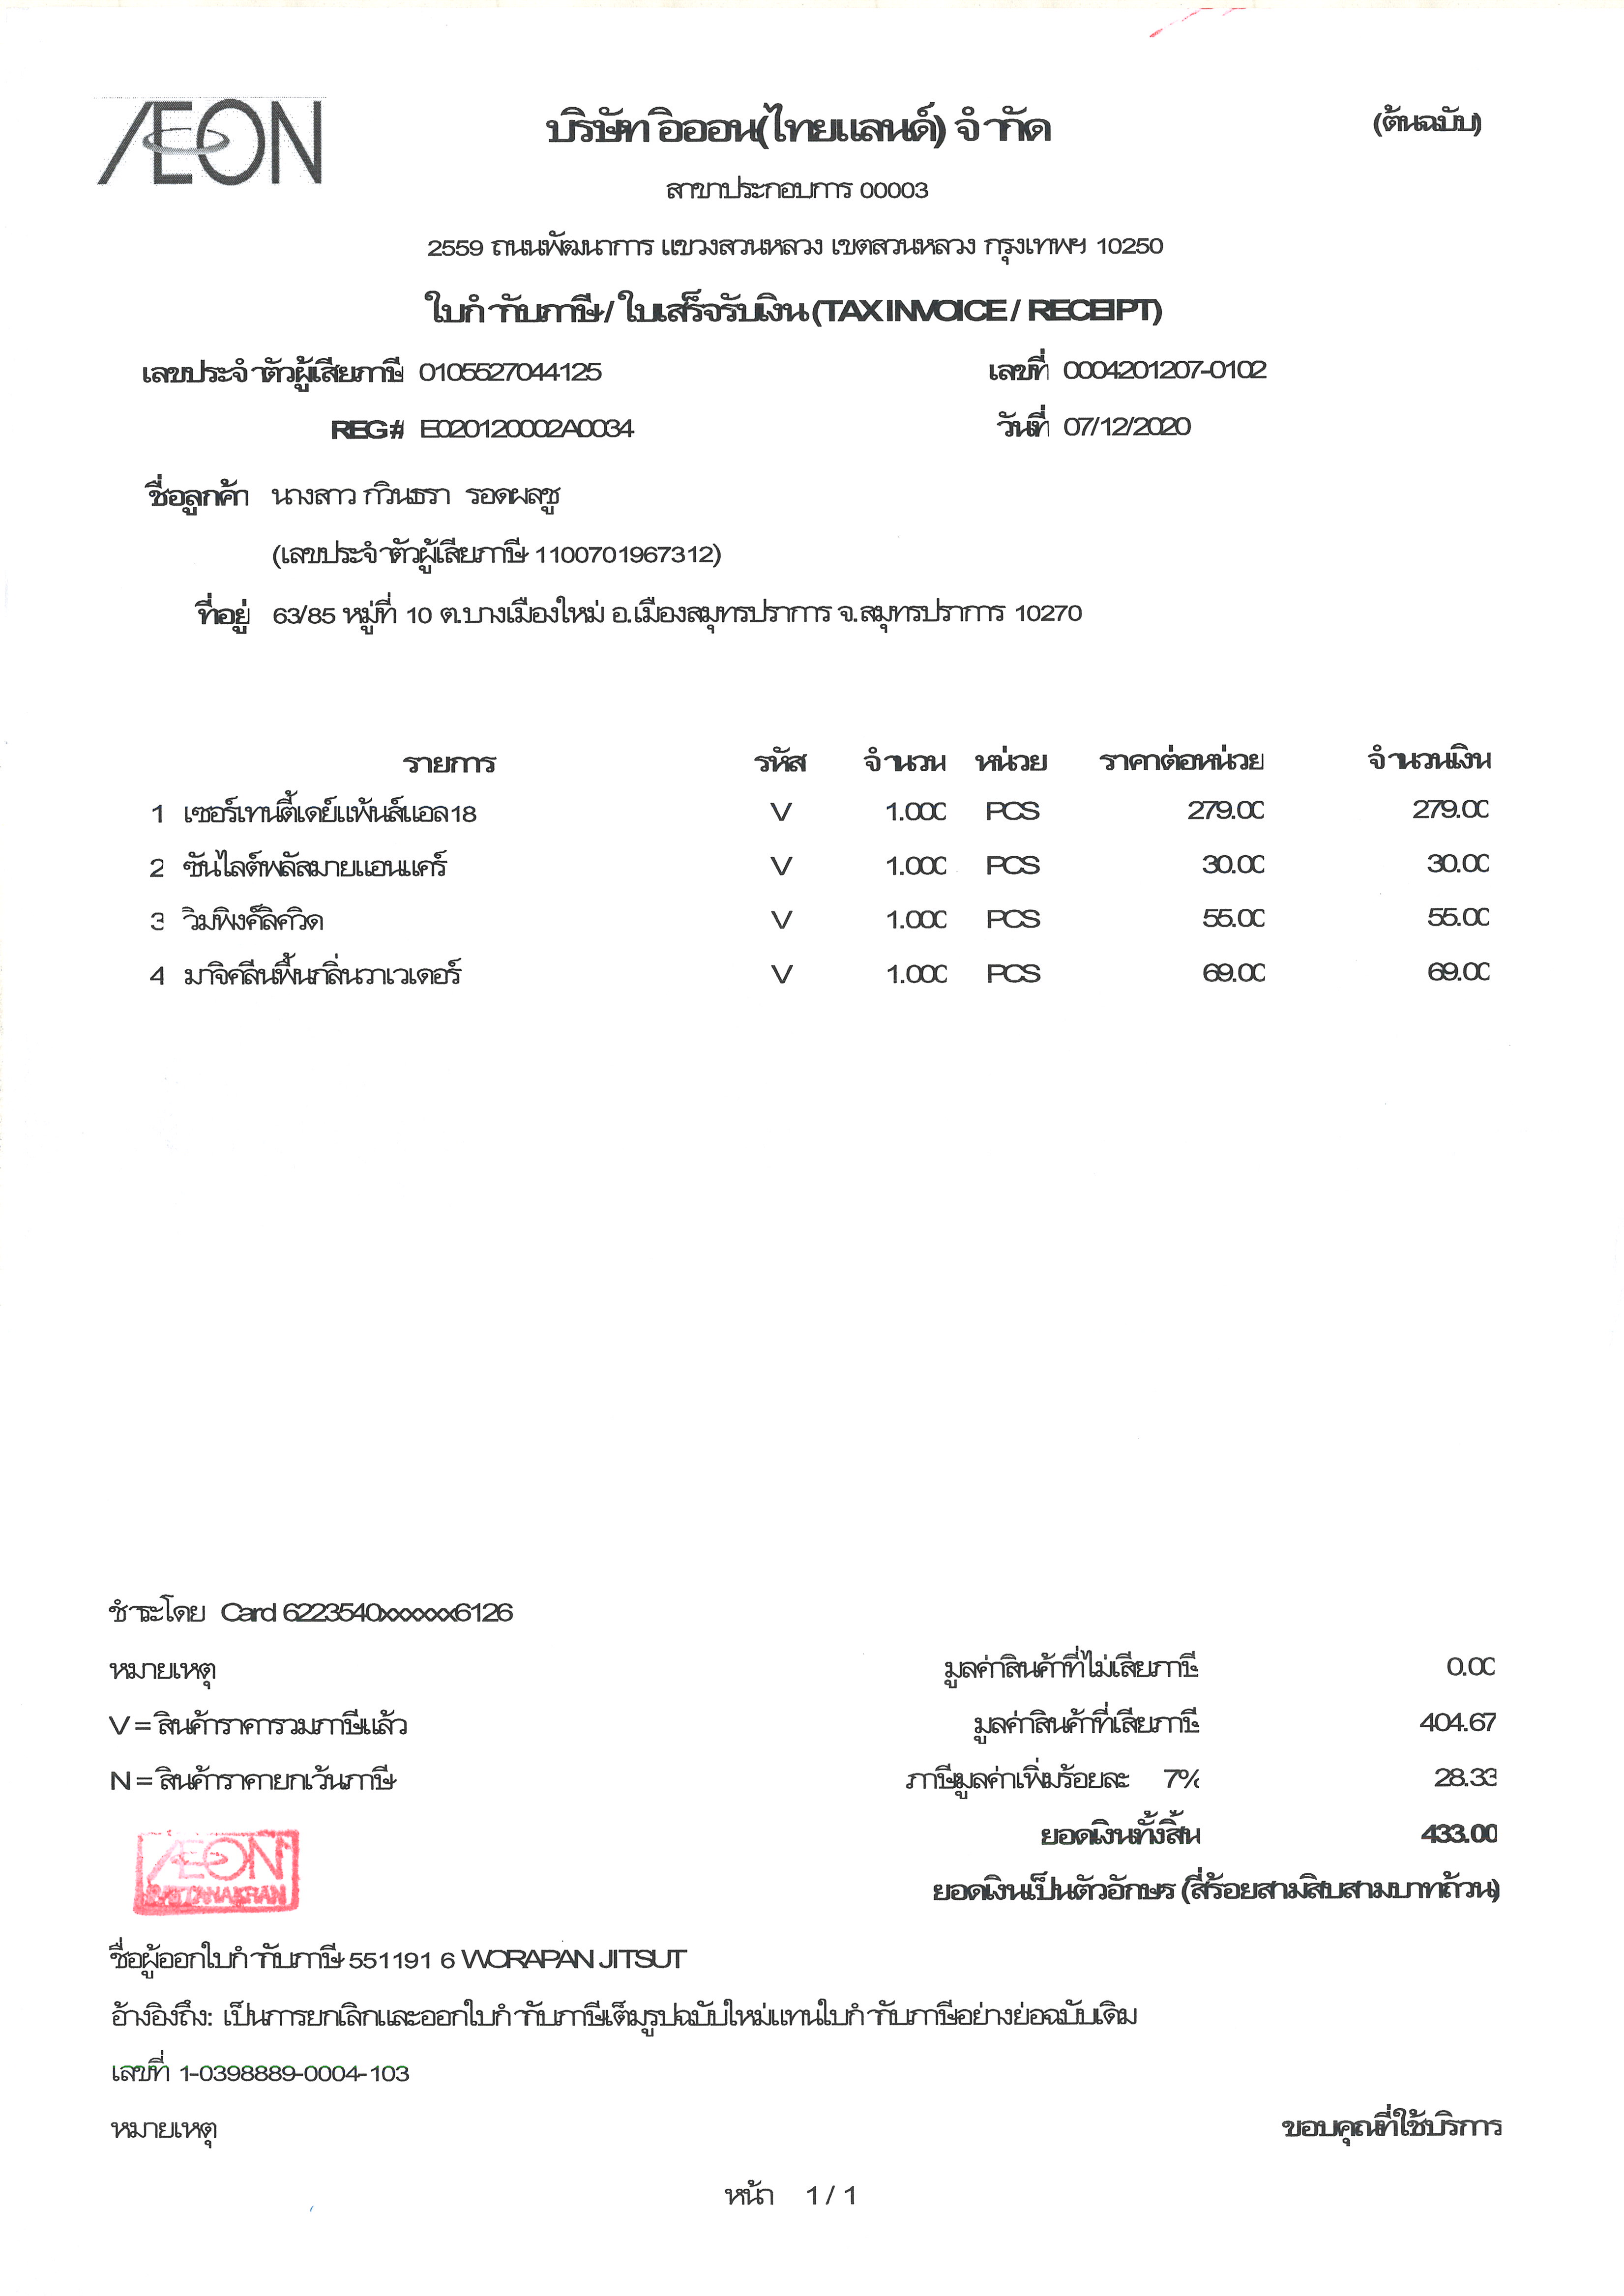 ÆON
บริษัท อิออน(ไทยแลนด์) จำกัด
(ต้นฉบับ)
สาขาประกอบการ 00003
2559 ถนนพัฒนาการ แขวงสวนหลวง เขตสวนหลวง กรุงเทพฯ 10250
ใบกำกับภาษี / ใบเสร็จรับเงิน (TAX INVOICE / RECEIPT)
เลขประจำตัวผู้เสียภาษี 0105527044125 เลขที่ 0004201207-0102
REG# E020120002A0034 วันที่ 07/12/2020
ชื่อลูกค้า นางสาว กวินธรา รอดผลชู
(เลขประจำตัวผู้เสียภาษี 1100701967312)
ที่อยู่ 63/85 หมู่ที่ 10 ต.บางเมืองใหม่ อ.เมืองสมุทรปราการ จ.สมุทรปราการ 10270
รายการ รหัส จำนวน หน่วย ราคาต่อหน่วย จำนวนเงิน
1 เซอร์เทนตี้เดย์แพ้นส์แอล18 V 1.000 PCS 279.00 279.00
2 ซันไลต์พลัสมายแอนแคร์ V 1.000 PCS 30.00 30.00
3 วิมพิงค์ลิควิด V 1.000 PCS 55.00 55.00
4 มาจิคลีนพื้นกลิ่นวาเวเดอร์ V 1.000 PCS 69.00 69.00
ชำระโดย Card 6223540xxxxxx6126
หมายเหตุ มูลค่าสินค้าที่ไม่เสียภาษี 0.00
V = สินค้าราคารวมภาษีแล้ว มูลค่าสินค้าที่เสียภาษี 404.67
N = สินค้าราคายกเว้นภาษี ภาษีมูลค่าเพิ่มร้อยละ 7% 28.33
ยอดเงินทั้งสิ้น 433.00
ÆON
ยอดเงินเป็นตัวอักษร (สี่ร้อยสามสิบสามบาทถ้วน)
ชื่อผู้ออกใบกำกับภาษี 551191 6 WORAPAN JITSUT
อ้างอิงถึง: เป็นการยกเลิกและออกใบกำกับภาษีเต็มรูปฉบับใหม่แทนใบกำกับภาษีอย่างย่อฉบับเดิม
เลขที่ 1-0398889-0004-103
หมายเหตุ ขอบคุณที่ใช้บริการ
หน้า 1 / 1